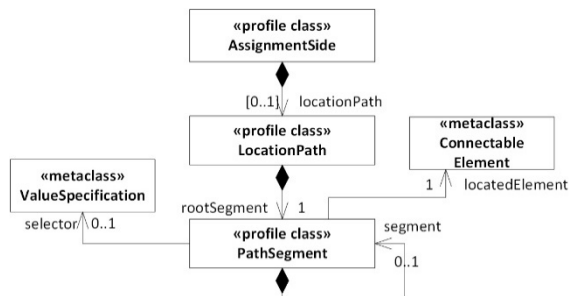 «profile class»
AssignmentSide
[0..1] locationPath
«profile class»
LocationPath
«metaclass»
Connectable
Element
«metaclass»
ValueSpecification
rootSegment 1
1 locatedElement
selector 0..1
«profile class»
PathSegment
segment
0..1